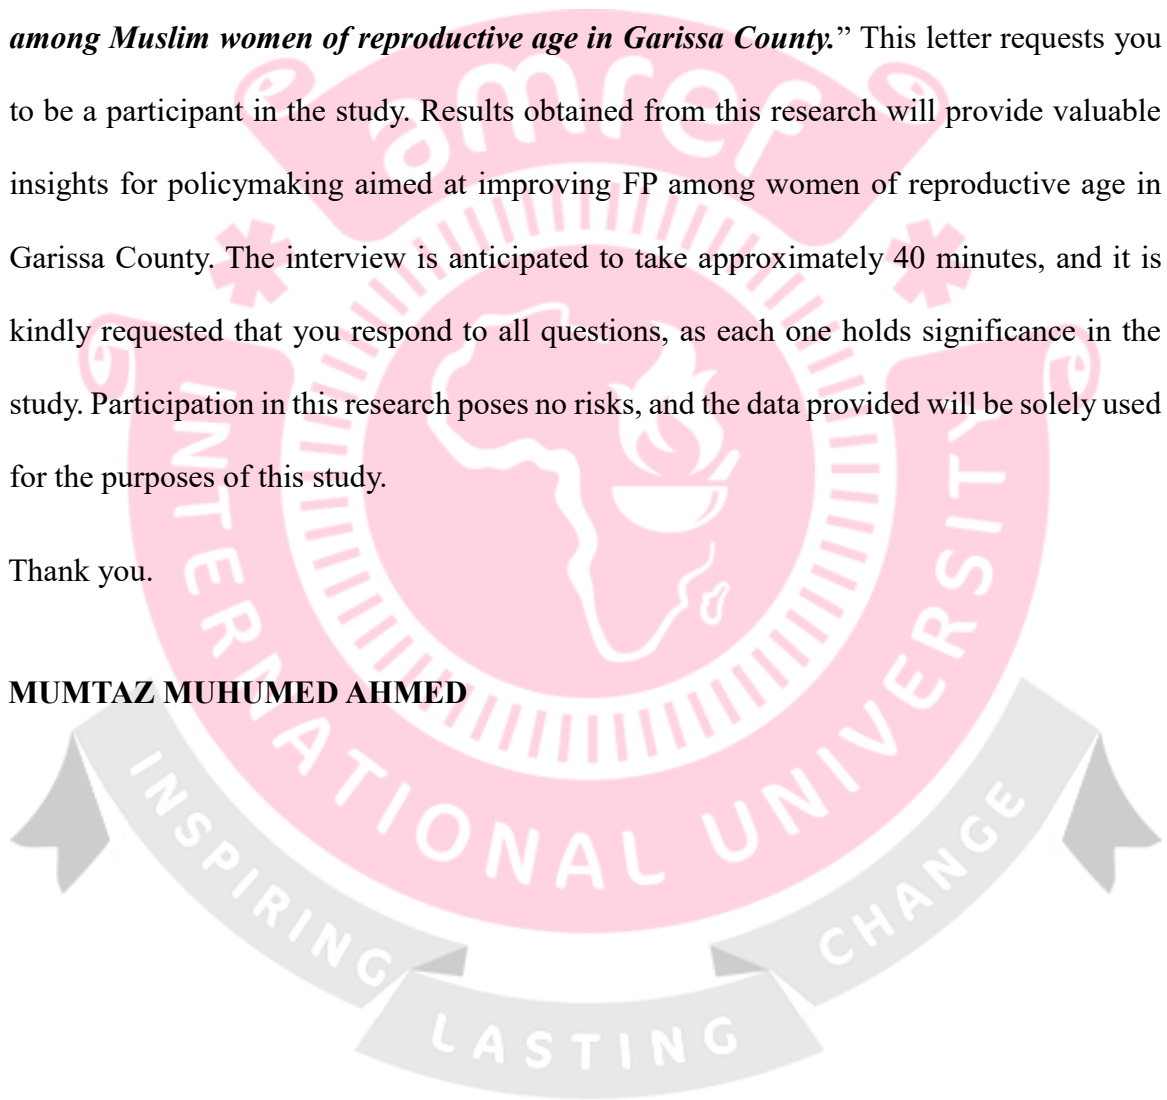 among Muslim women of reproductive age in Garissa County.” This letter requests you
to be a participant in the study. Results obtained from this research will provide valuable
insights for policymaking aimed at improving FP among women of reproductive age in
Garissa County. The interview is anticipated to take approximately 40 minutes, and it is
kindly requested that you respond to all questions, as each one holds significance in the
study. Participation in this research poses no risks, and the data provided will be solely used
for the purposes of this study.
Thank you.
MUMTAZ MUHUMED AHMED
amref
INTERNATIONAL UNIVERSITY
INSPIRING
LASTING
CHANGE